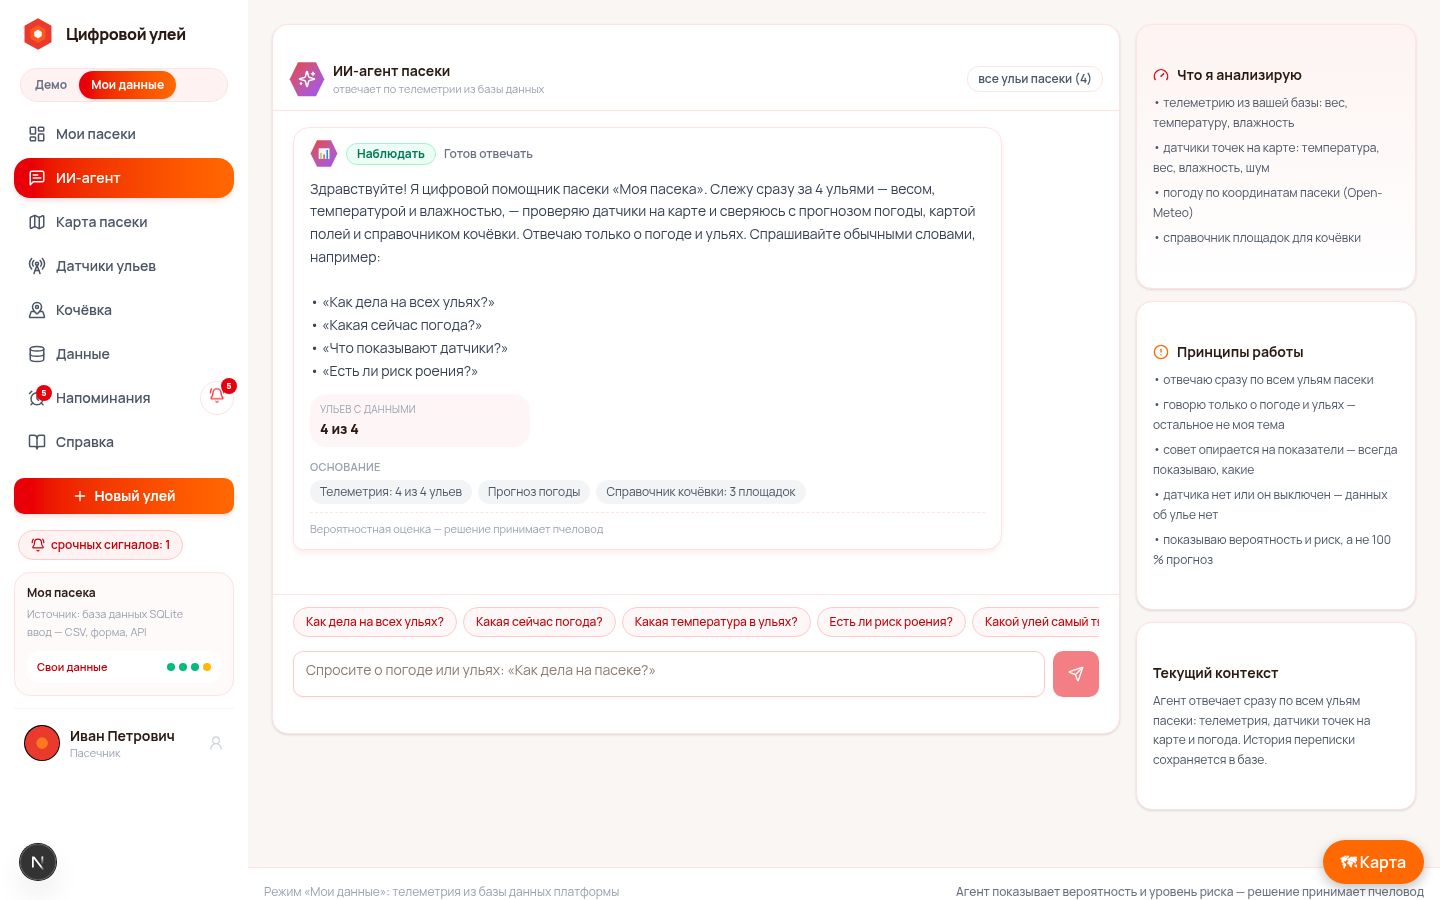 Цифровой улей
Демо
Мои данные
Мои пасеки
ИИ-агент
Карта пасеки
Датчики ульев
Кочёвка
Данные
5
Напоминания
5
Справка
+ Новый улей
срочных сигналов: 1
Моя пасека
Источник: база данных SQLite
ввод — CSV, форма, API
Свои данные
Иван Петрович
Пасечник
N
ИИ-агент пасеки
отвечает по телеметрии из базы данных
все ульи пасеки (4)
Наблюдать
Готов отвечать
Здравствуйте! Я цифровой помощник пасеки «Моя пасека». Слежу сразу за 4 ульями — весом,
температурой и влажностью, — проверяю датчики на карте и сверяюсь с прогнозом погоды, картой
полей и справочником кочёвки. Отвечаю только о погоде и ульях. Спрашивайте обычными словами,
например:
• «Как дела на всех ульях?»
• «Какая сейчас погода?»
• «Что показывают датчики?»
• «Есть ли риск роения?»
УЛЬЕВ С ДАННЫМИ
4 из 4
ОСНОВАНИЕ
Телеметрия: 4 из 4 ульев
Прогноз погоды
Справочник кочёвки: 3 площадок
Вероятностная оценка — решение принимает пчеловод
Как дела на всех ульях?
Какая сейчас погода?
Какая температура в ульях?
Есть ли риск роения?
Какой улей самый тя
Спросите о погоде или ульях: «Как дела на пасеке?»
Что я анализирую
• телеметрию из вашей базы: вес,
температуру, влажность
• датчики точек на карте: температура,
вес, влажность, шум
• погоду по координатам пасеки (Open-
Meteo)
• справочник площадок для кочёвки
Принципы работы
• отвечаю сразу по всем ульям пасеки
• говорю только о погоде и ульях —
остальное не моя тема
• совет опирается на показатели — всегда
показываю, какие
• датчика нет или он выключен — данных
об улье нет
• показываю вероятность и риск, а не 100
% прогноз
Текущий контекст
Агент отвечает сразу по всем ульям
пасеки: телеметрия, датчики точек на
карте и погода. История переписки
сохраняется в базе.
Карта
Режим «Мои данные»: телеметрия из базы данных платформы
Агент показывает вероятность и уровень риска — решение принимает пчеловод